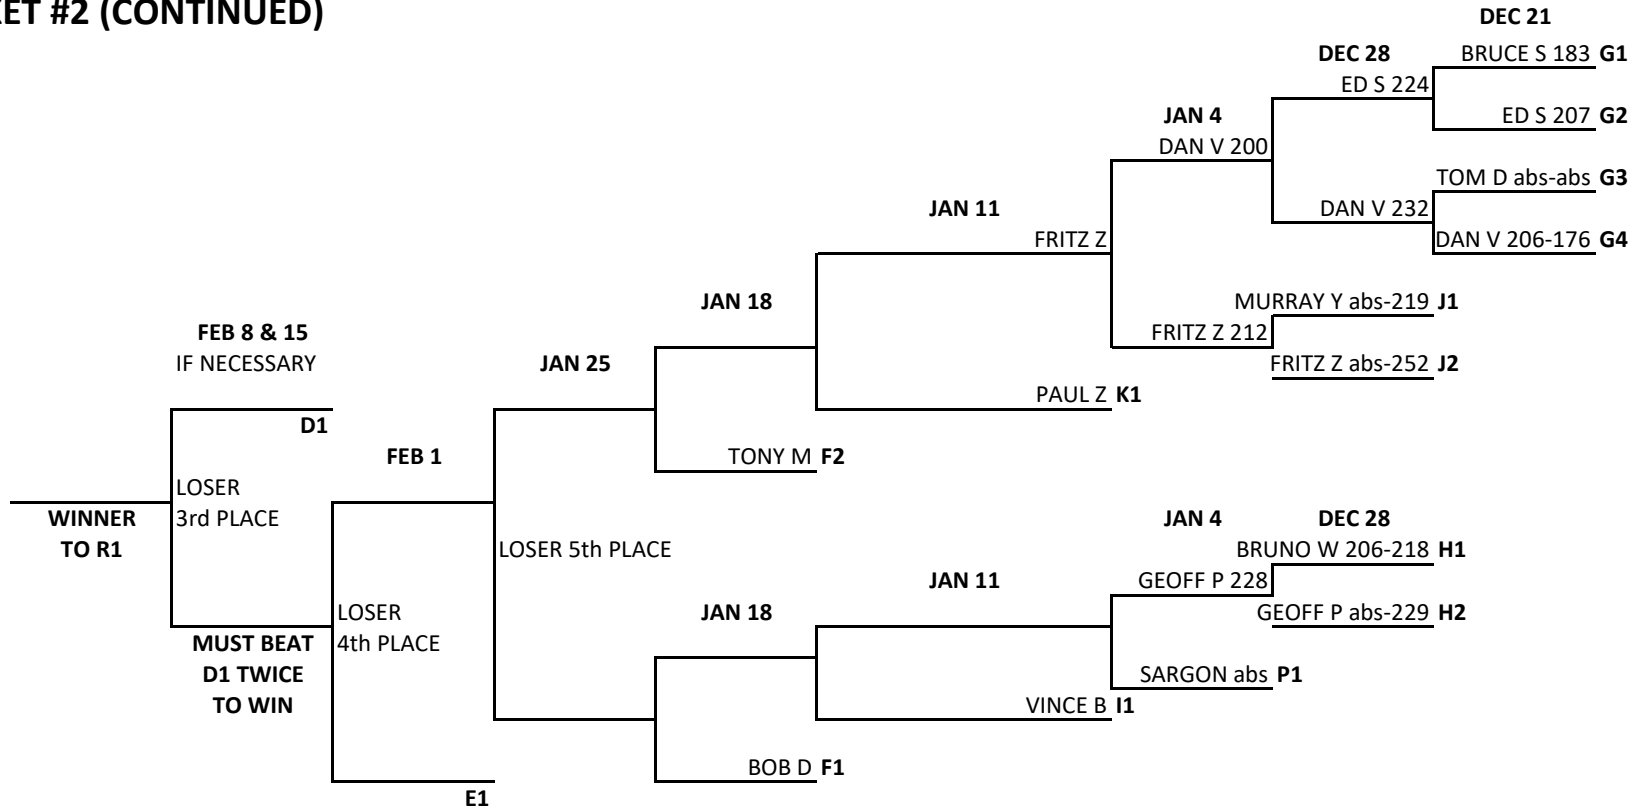 KET #2 (CONTINUED)
DEC 21
BRUCE S 183 G1
DEC 28
ED S 224
JAN 4
ED S 207 G2
DAN V 200
TOM D abs-abs G3
JAN 11
DAN V 232
FRITZ Z
DAN V 206-176 G4
JAN 18
MURRAY Y abs-219 J1
FEB 8 & 15
FRITZ Z 212
IF NECESSARY
JAN 25
FRITZ Z abs-252 J2
PAUL Z K1
D1
FEB 1
TONY M F2
LOSER
3rd PLACE
WINNER
TO R1
JAN 4
DEC 28
LOSER 5th PLACE
BRUNO W 206-218 H1
JAN 11
GEOFF P 228
LOSER
4th PLACE
JAN 18
GEOFF P abs-229 H2
MUST BEAT
D1 TWICE
TO WIN
SARGON abs P1
VINCE B I1
BOB D F1
E1